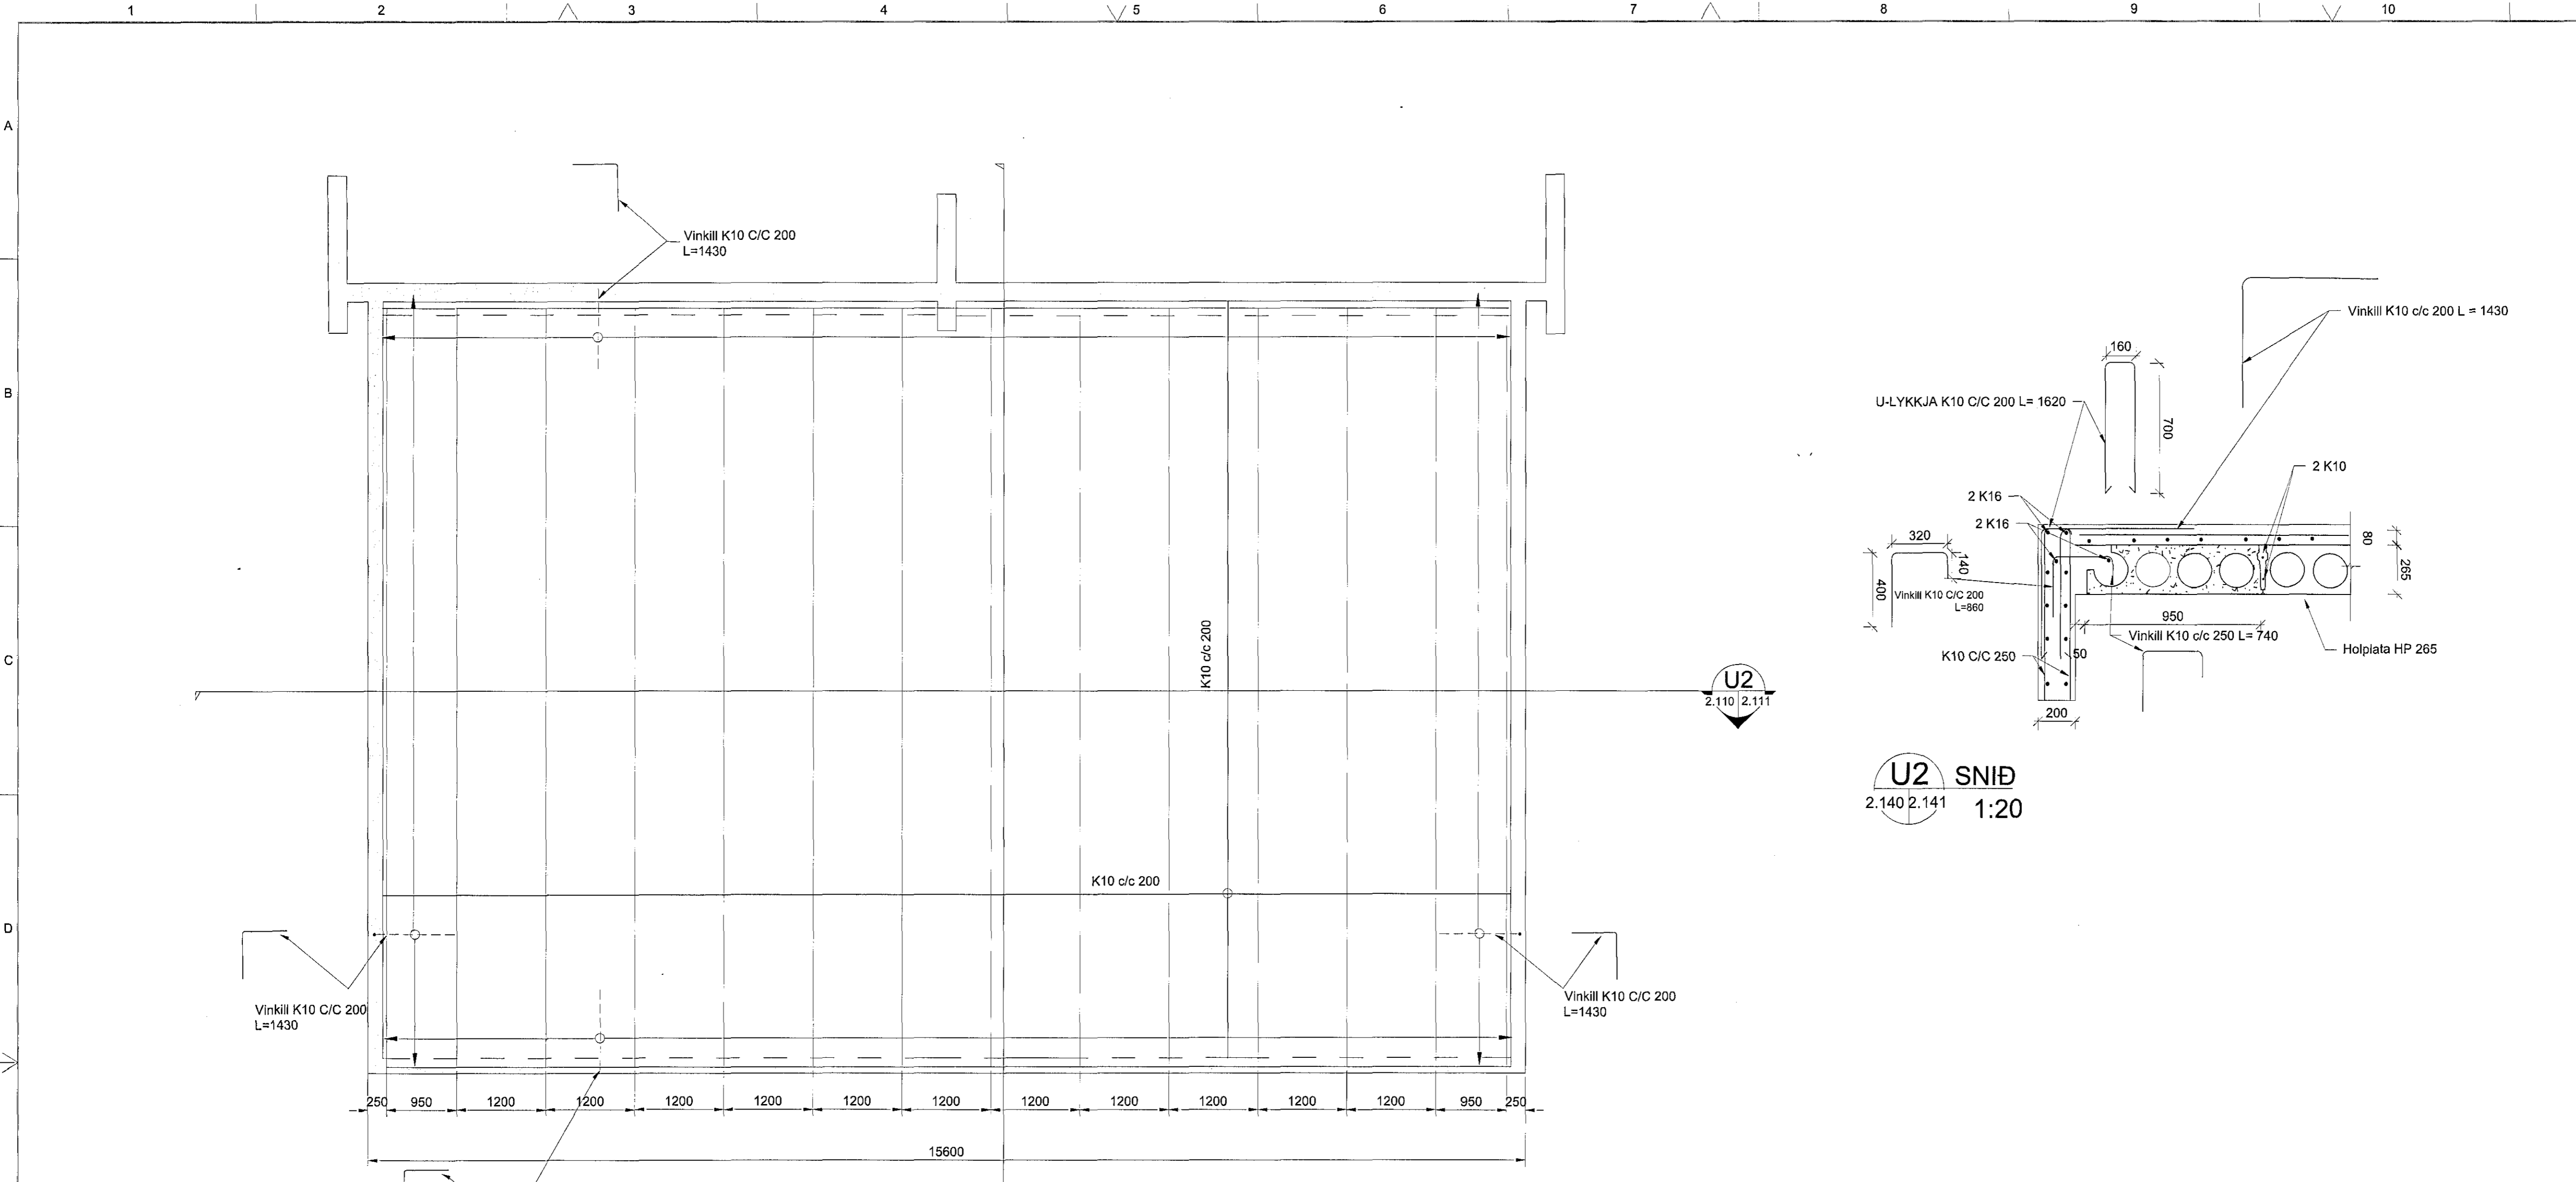 1 2 3 4 5 6 7 8 9 10
A
B
C
D
Vinkill K10 C/C 200
L=1430
K10 c/c 200
K10 c/c 200
Vinkill K10 C/C 200
L=1430
Vinkill K10 C/C 200
L=1430
250 950 1200 1200 1200 1200 1200 1200 1200 1200 1200 1200 1200 950 250
15600
U2
2.110 2.111
Vinkill K10 c/c 200 L = 1430
160
U-LYKKJA K10 C/C 200 L= 1620
700
2 K10
2 K16
2 K16
320
140
400
80
265
Vinkill K10 C/C 200
L=860
950
Vinkill K10 c/c 250 L= 740
50
K10 C/C 250
Holplata HP 265
200
U2 SNIÐ
2.140 2.141 1:20